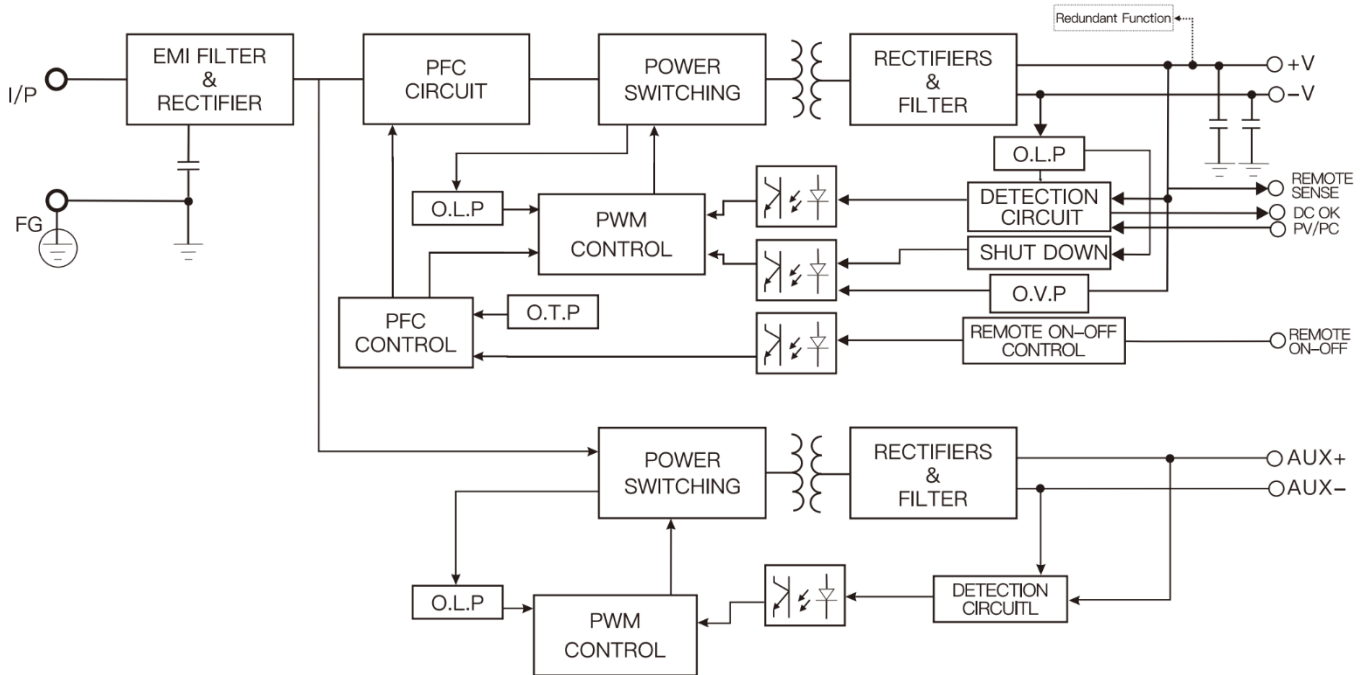 Redundant Function
I/P
EMI FILTER
&
RECTIFIER
PFC
CIRCUIT
POWER
SWITCHING
RECTIFIERS
&
FILTER
+V
-V
FG
O.L.P
O.L.P
PWM
CONTROL
DETECTION
CIRCUIT
REMOTE
SENSE
DC OK
PV/PC
SHUT DOWN
O.V.P
PFC
CONTROL
O.T.P
REMOTE ON-OFF
CONTROL
REMOTE
ON-OFF
POWER
SWITCHING
RECTIFIERS
&
FILTER
AUX+
AUX-
O.L.P
PWM
CONTROL
DETECTION
CIRCUITL